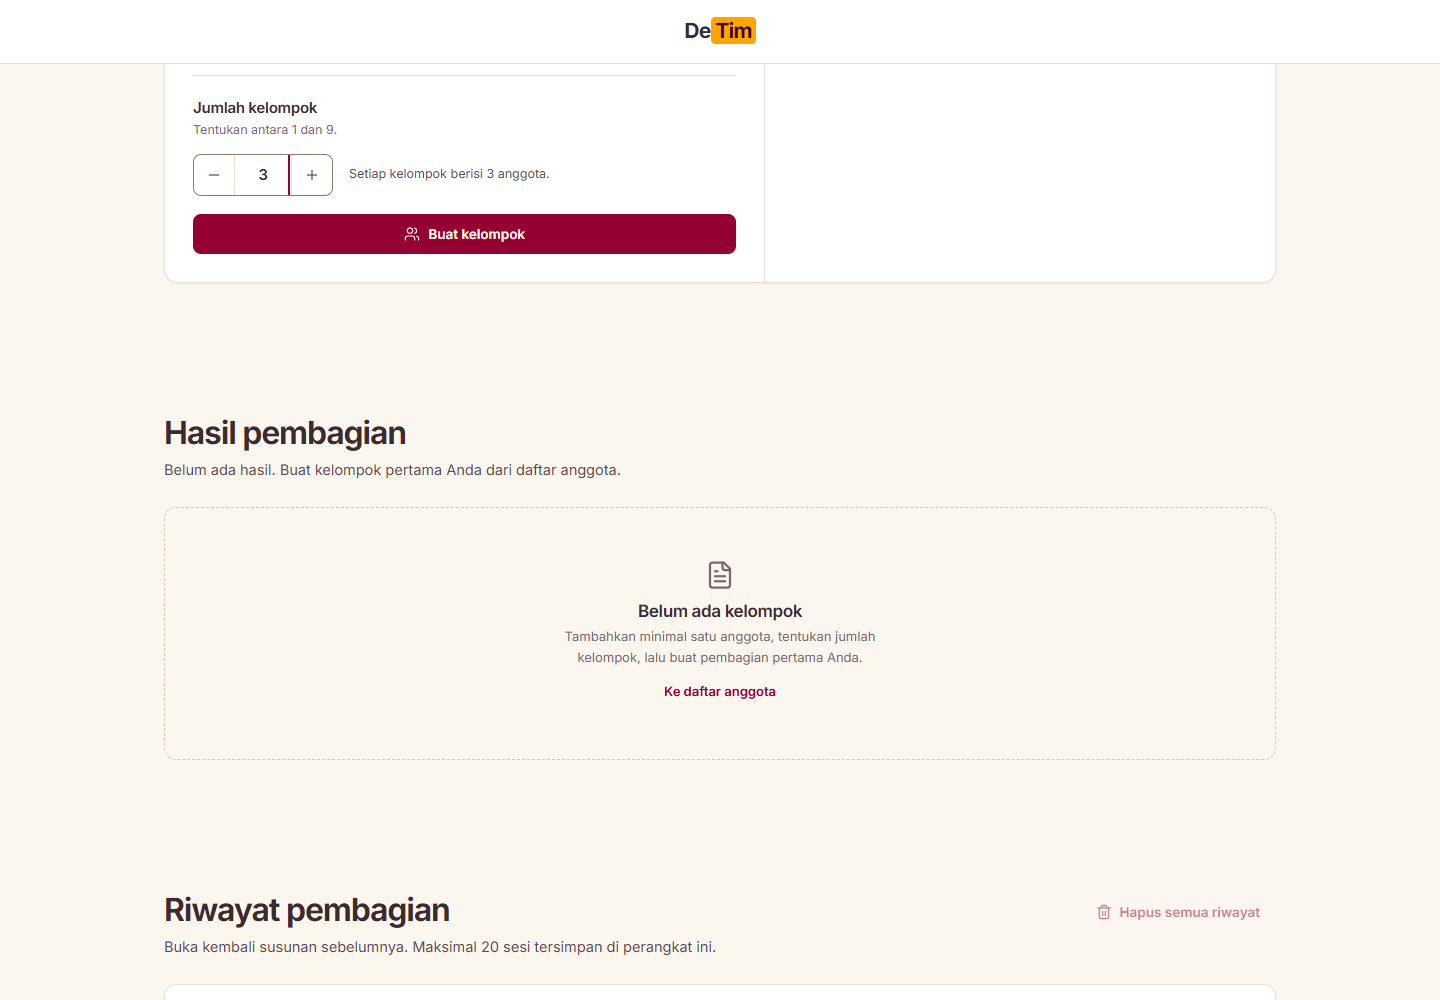 DeTim
Jumlah kelompok
Tentukan antara 1 dan 9.
3
Setiap kelompok berisi 3 anggota.
Buat kelompok
Hasil pembagian
Belum ada hasil. Buat kelompok pertama Anda dari daftar anggota.
Belum ada kelompok
Tambahkan minimal satu anggota, tentukan jumlah
kelompok, lalu buat pembagian pertama Anda.
Ke daftar anggota
Riwayat pembagian
Hapus semua riwayat
Buka kembali susunan sebelumnya. Maksimal 20 sesi tersimpan di perangkat ini.